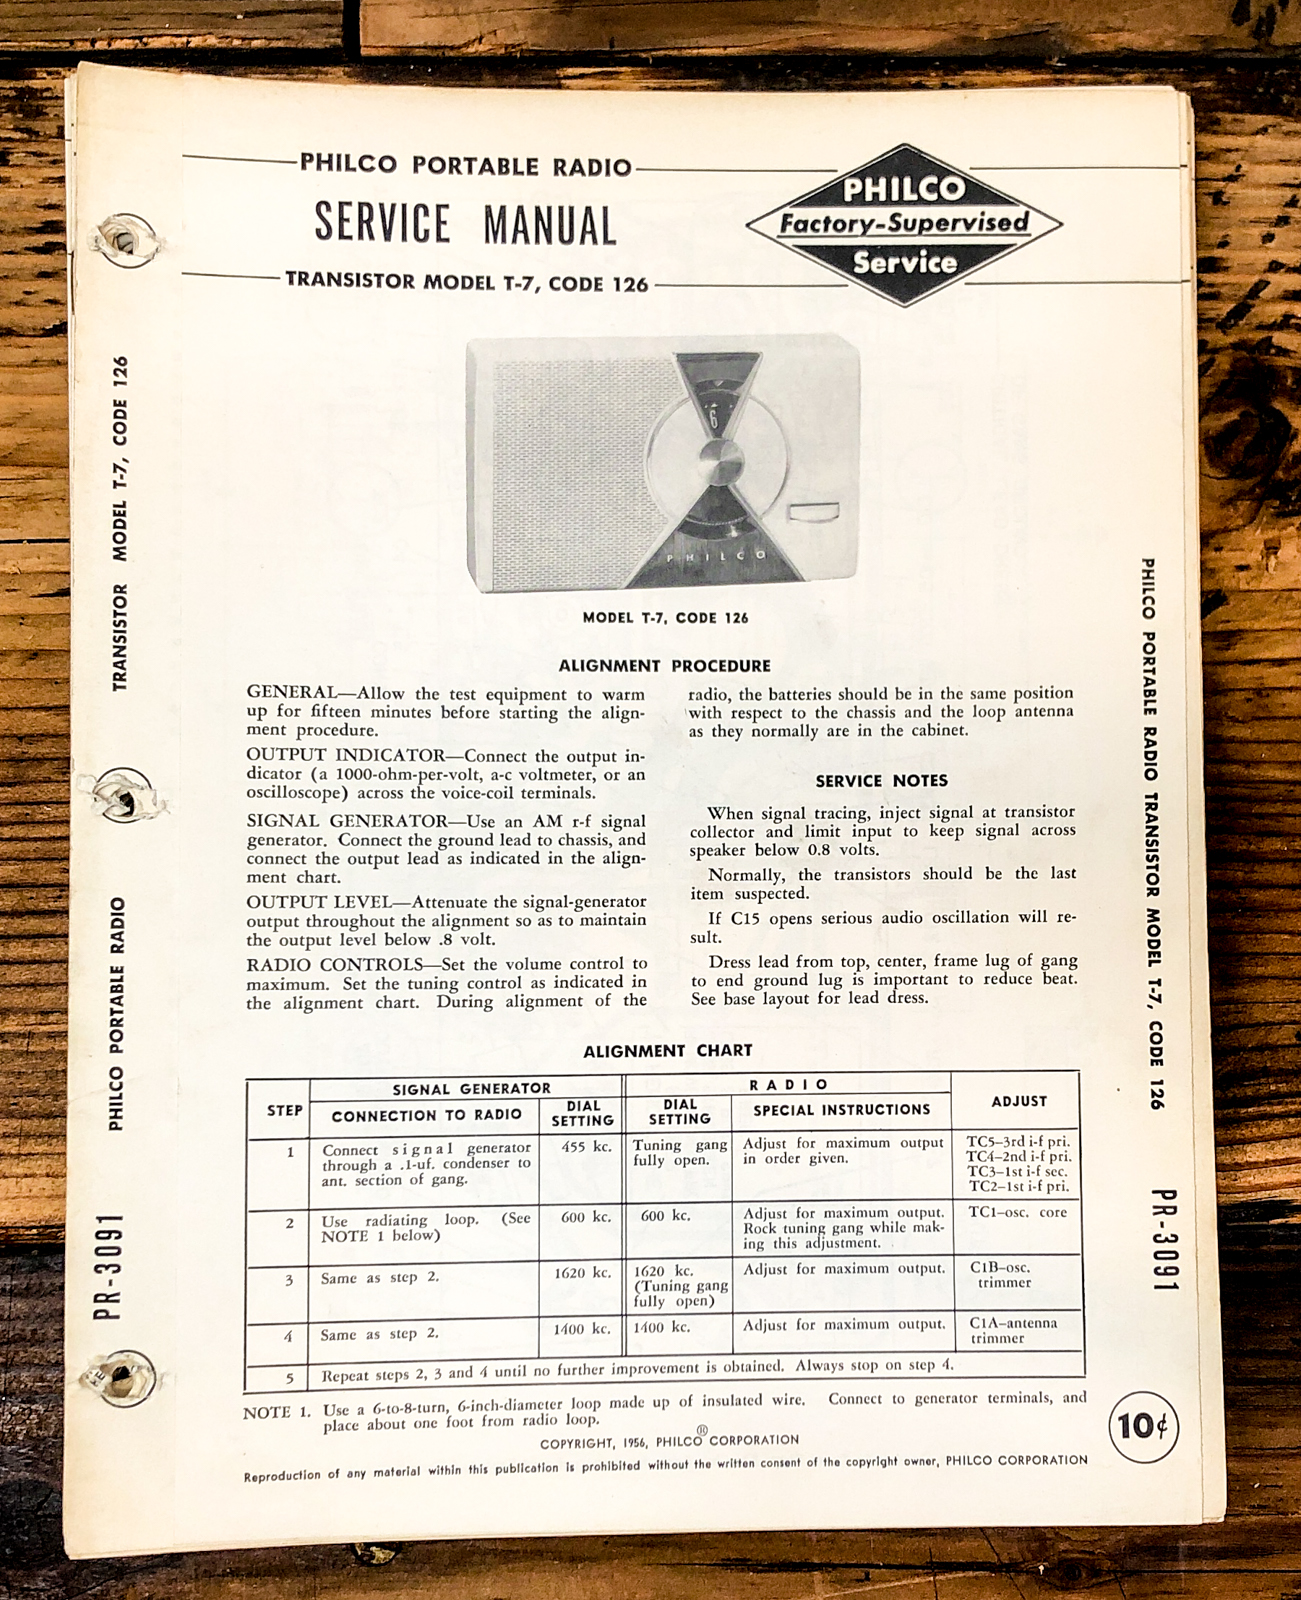 PHILCO PORTABLE RADIO
SERVICE MANUAL
TRANSISTOR MODEL T-7, CODE 126
PHILCO
Factory-Supervised
Service
6
PHILCO
MODEL T-7, CODE 126
ALIGNMENT PROCEDURE
GENERAL—Allow the test equipment to warm
up for fifteen minutes before starting the align-
ment procedure.
OUTPUT INDICATOR—Connect the output in-
dicator (a 1000-ohm-per-volt, a-c voltmeter, or an
oscilloscope) across the voice-coil terminals.
SIGNAL GENERATOR—Use an AM r-f signal
generator. Connect the ground lead to chassis, and
connect the output lead as indicated in the align-
ment chart.
OUTPUT LEVEL—Attenuate the signal-generator
output throughout the alignment so as to maintain
the output level below .8 volt.
RADIO CONTROLS—Set the volume control to
maximum. Set the tuning control as indicated in
the alignment chart. During alignment of the
radio, the batteries should be in the same position
with respect to the chassis and the loop antenna
as they normally are in the cabinet.
SERVICE NOTES
When signal tracing, inject signal at transistor
collector and limit input to keep signal across
speaker below 0.8 volts.
Normally, the transistors should be the last
item suspected.
If C15 opens serious audio oscillation will re-
sult.
Dress lead from top, center, frame lug of gang
to end ground lug is important to reduce beat.
See base layout for lead dress.
ALIGNMENT CHART
STEP
SIGNAL GENERATOR
RADIO
ADJUST
CONNECTION TO RADIO
DIAL
SETTING
DIAL
SETTING
SPECIAL INSTRUCTIONS
1
Connect signal generator
through a .1-uf. condenser to
ant. section of gang.
455 kc.
Tuning gang
fully open.
Adjust for maximum output
in order given.
TC5–3rd i-f pri.
TC4–2nd i-f pri.
TC3–1st i-f sec.
TC2–1st i-f pri.
2
Use radiating loop. (See
NOTE 1 below)
600 kc.
600 kc.
Adjust for maximum output.
Rock tuning gang while mak-
ing this adjustment.
TC1–osc. core
3
Same as step 2.
1620 kc.
1620 kc.
(Tuning gang
fully open)
Adjust for maximum output.
C1B–osc.
trimmer
4
Same as step 2.
1400 kc.
1400 kc.
Adjust for maximum output.
C1A–antenna
trimmer
5
Repeat steps 2, 3 and 4 until no further improvement is obtained. Always stop on step 4.
NOTE 1. Use a 6-to-8-turn, 6-inch-diameter loop made up of insulated wire. Connect to generator terminals, and
place about one foot from radio loop.
®
COPYRIGHT, 1956, PHILCO CORPORATION
Reproduction of any material within this publication is prohibited without the written consent of the copyright owner, PHILCO CORPORATION
10¢
PR-3091 PHILCO PORTABLE RADIO TRANSISTOR MODEL T-7, CODE 126
PHILCO PORTABLE RADIO TRANSISTOR MODEL T-7, CODE 126 PR-3091